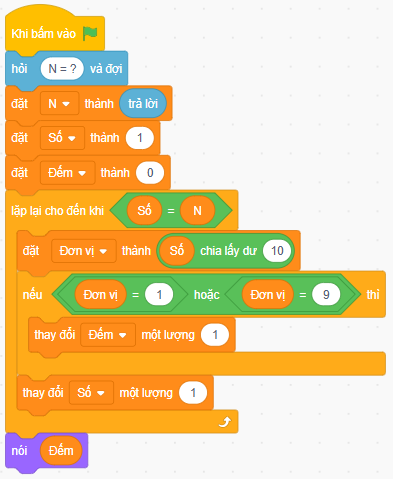 Khi bấm vào
hỏi N = ? và đợi
đặt N thành trả lời
đặt Số thành 1
đặt Đếm thành 0
lặp lại cho đến khi Số = N
đặt Đơn vị thành Số chia lấy dư 10
nếu Đơn vị = 1 hoặc Đơn vị = 9 thì
thay đổi Đếm một lượng 1
thay đổi Số một lượng 1
nói Đếm